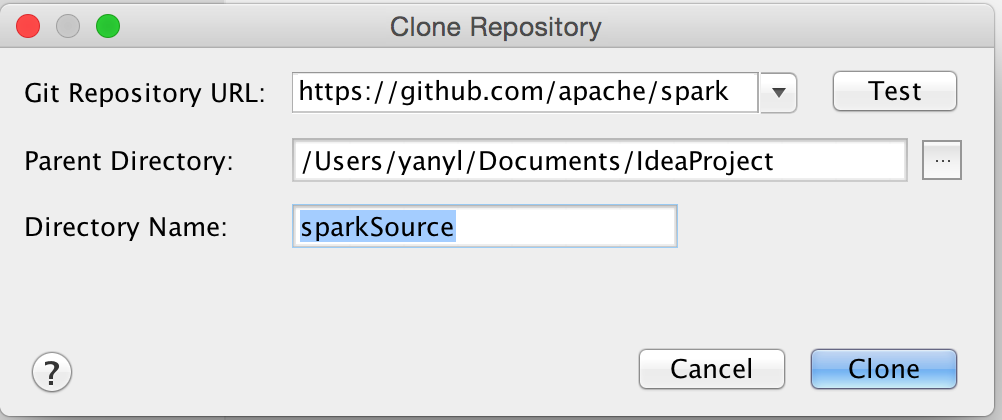 Clone Repository
Git Repository URL: https://github.com/apache/spark Test
Parent Directory: /Users/yanyl/Documents/IdeaProject ...
Directory Name: sparkSource
? Cancel Clone